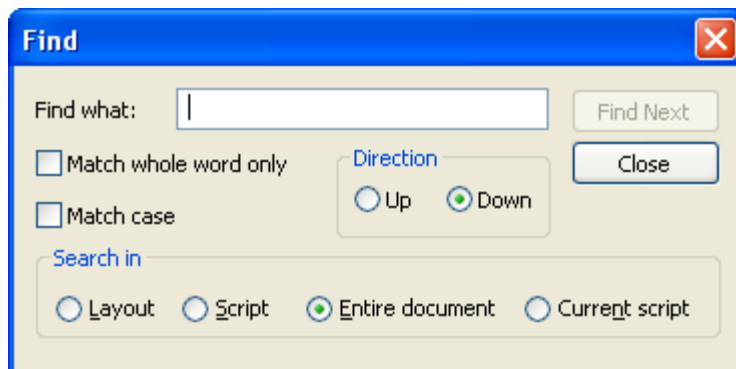 Find
Find what:
Find Next
Match whole word only
Direction
Close
Up Down
Match case
Search in
Layout Script Entire document Current script